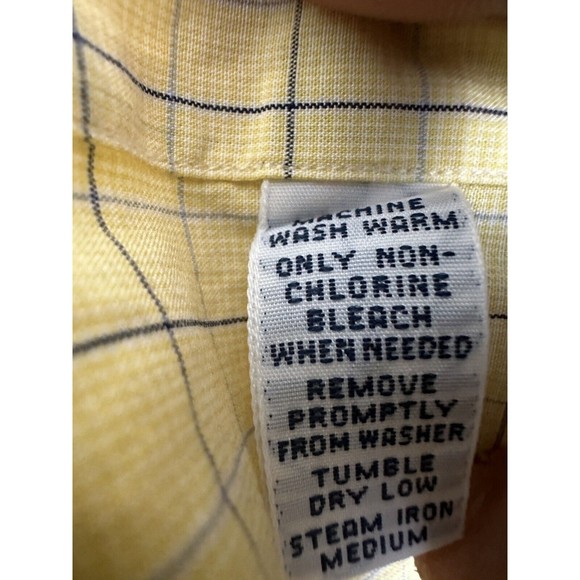 MACHINE
WASH WARM
ONLY NON-
CHLORINE
BLEACH
WHEN NEEDED
REMOVE
PROMPTLY
FROM WASHER
TUMBLE
DRY LOW
STEAM IRON
MEDIUM